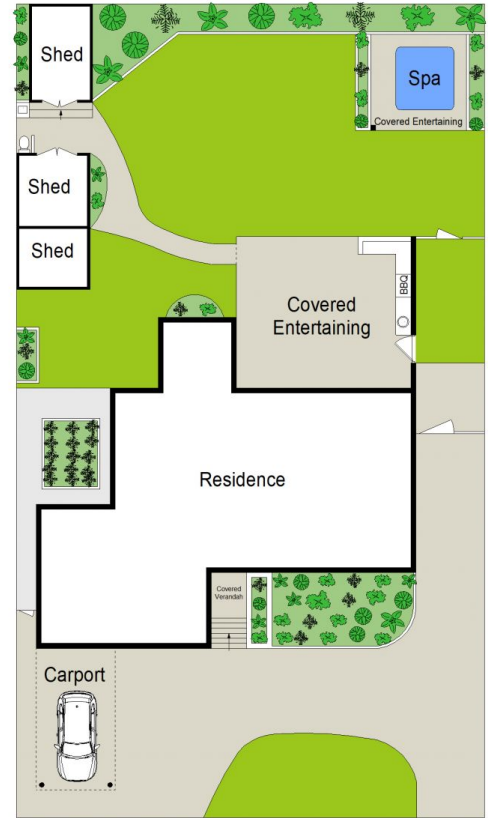 Shed
Spa
Covered Entertaining
Shed
Shed
Covered
Entertaining
BBQ
Residence
Covered
Verandah
Carport